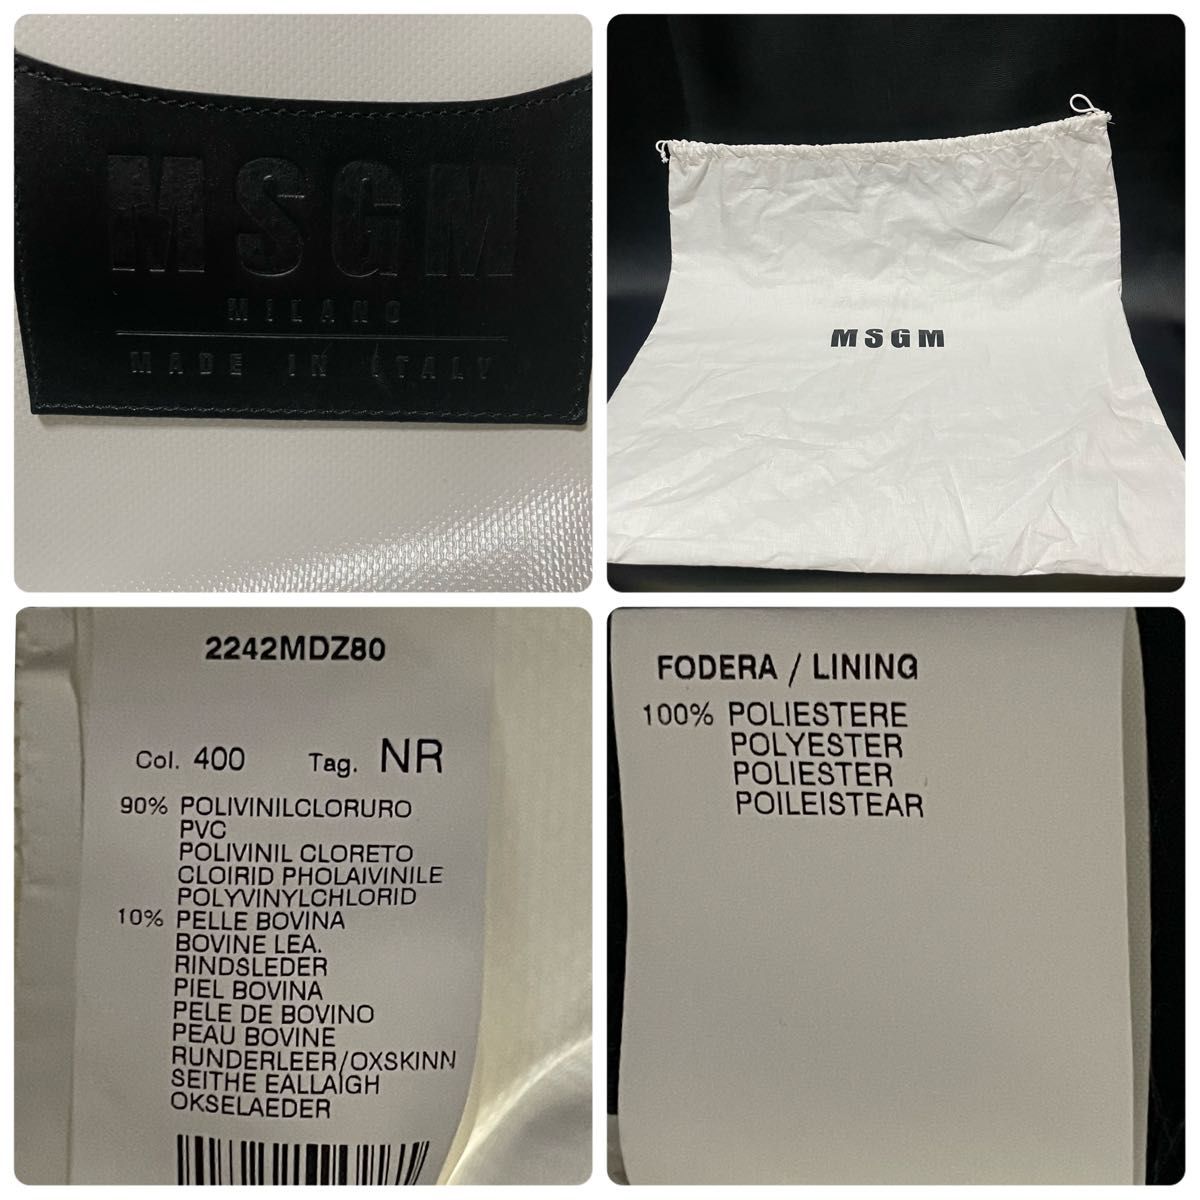 MSGM
MILANO
MADE IN ITALY
MSGM
2242MDZ80
Col. 400 Tag. NR
90% POLIVINILCLORURO
PVC
POLIVINIL CLORETO
CLOIRID PHOLAIVINILE
POLYVINYLCHLORID
10% PELLE BOVINA
BOVINE LEA.
RINDSLEDER
PIEL BOVINA
PELE DE BOVINO
PEAU BOVINE
RUNDERLEER/OXSKINN
SEITHE EALLAIGH
OKSELAEDER
FODERA / LINING
100% POLIESTERE
POLYESTER
POLIESTER
POILEISTEAR